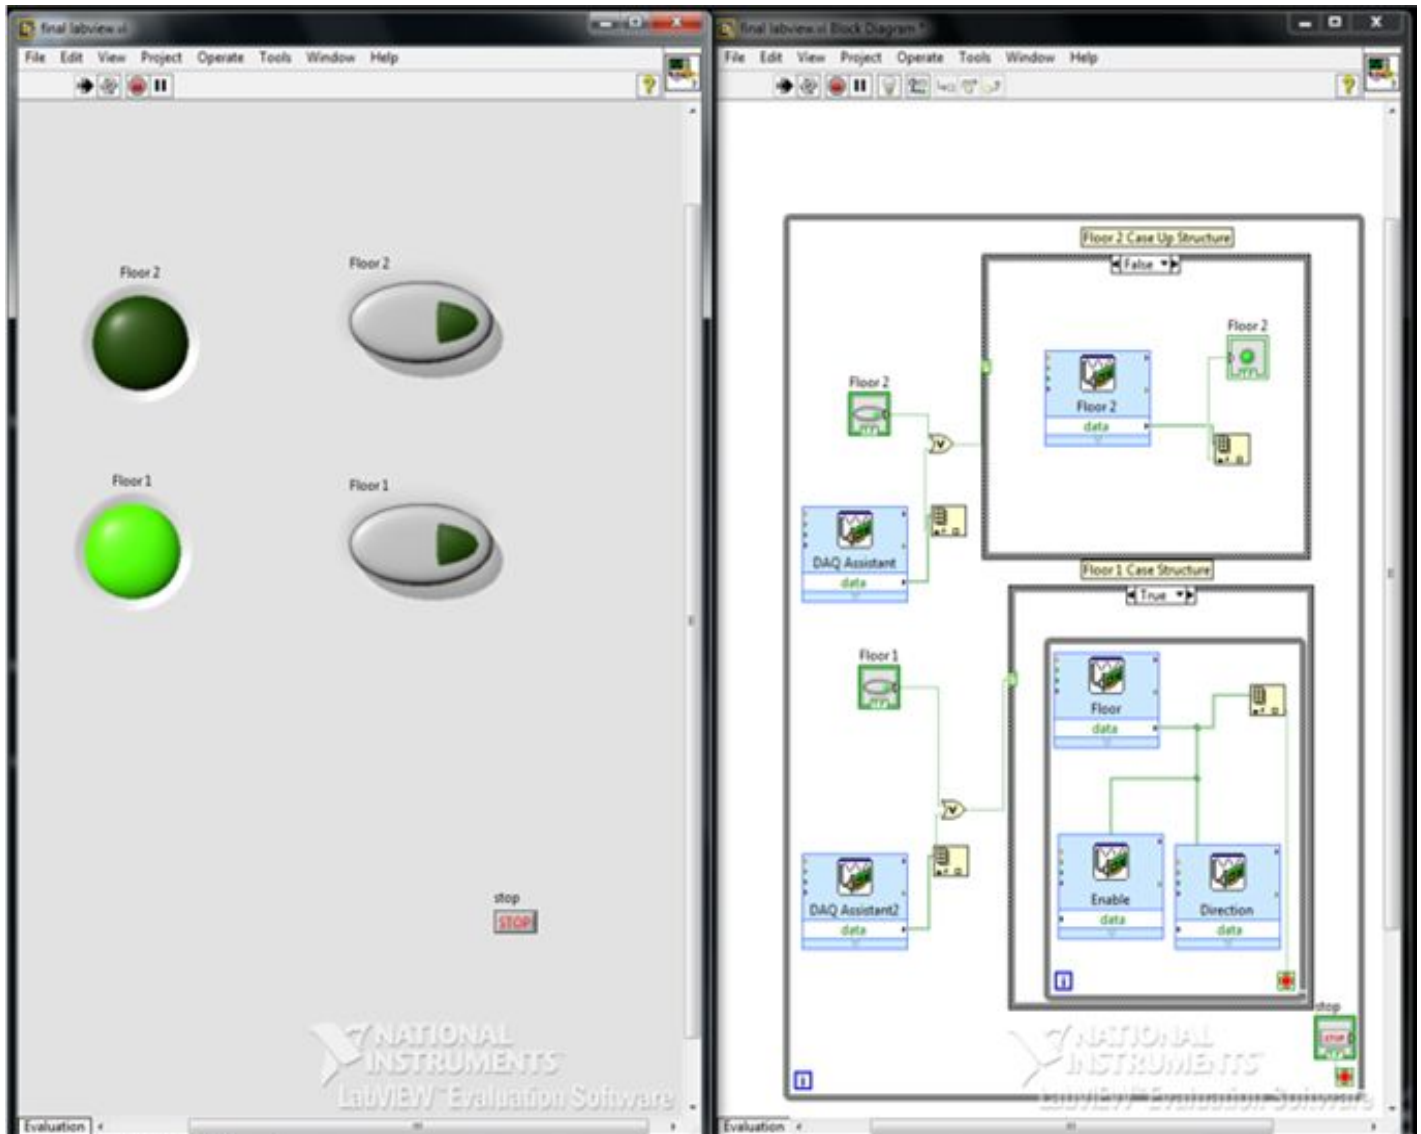 final labview.vi
File Edit View Project Operate Tools Window Help
Floor 2
Floor 2
Floor 1
Floor 1
stop
STOP
NATIONAL
INSTRUMENTS
LabVIEW™ Evaluation Software
Evaluation
final labview.vi Block Diagram *
File Edit View Project Operate Tools Window Help
Floor 2 Case Up Structure
False
Floor 2
Floor 2
data
Floor 2
DAQ Assistant
data
Floor 1 Case Structure
True
Floor 1
Floor
data
DAQ Assistant2
data
Enable
data
Direction
data
i
stop
STOP
i
NATIONAL
INSTRUMENTS
LabVIEW™ Evaluation Software
Evaluation